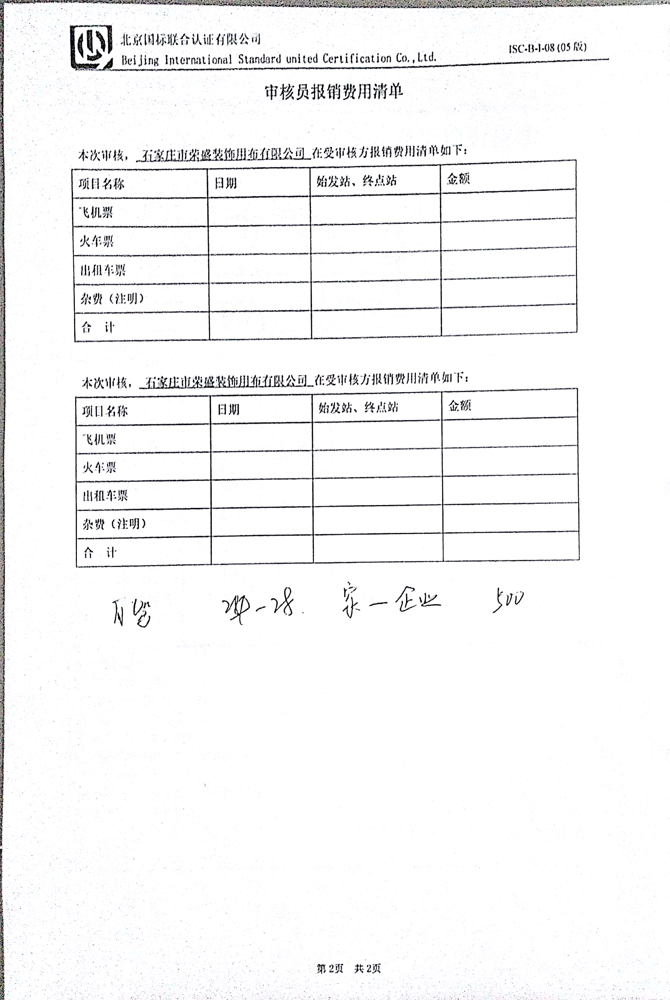 北京国标联合认证有限公司
ISC-B-I-08(05版)
Beijing International Standard united Certification Co.,Ltd.
审核员报销费用清单
本次审核，石家庄市荣盛装饰用布有限公司 在受审核方报销费用清单如下：
项目名称 日期 始发站、终点站 金额
飞机票
火车票
出租车票
杂费（注明）
合 计
本次审核，石家庄市荣盛装饰用布有限公司 在受审核方报销费用清单如下：
项目名称 日期 始发站、终点站 金额
飞机票
火车票
出租车票
杂费（注明）
合 计
-28. 家—企业 500
第2页 共2页